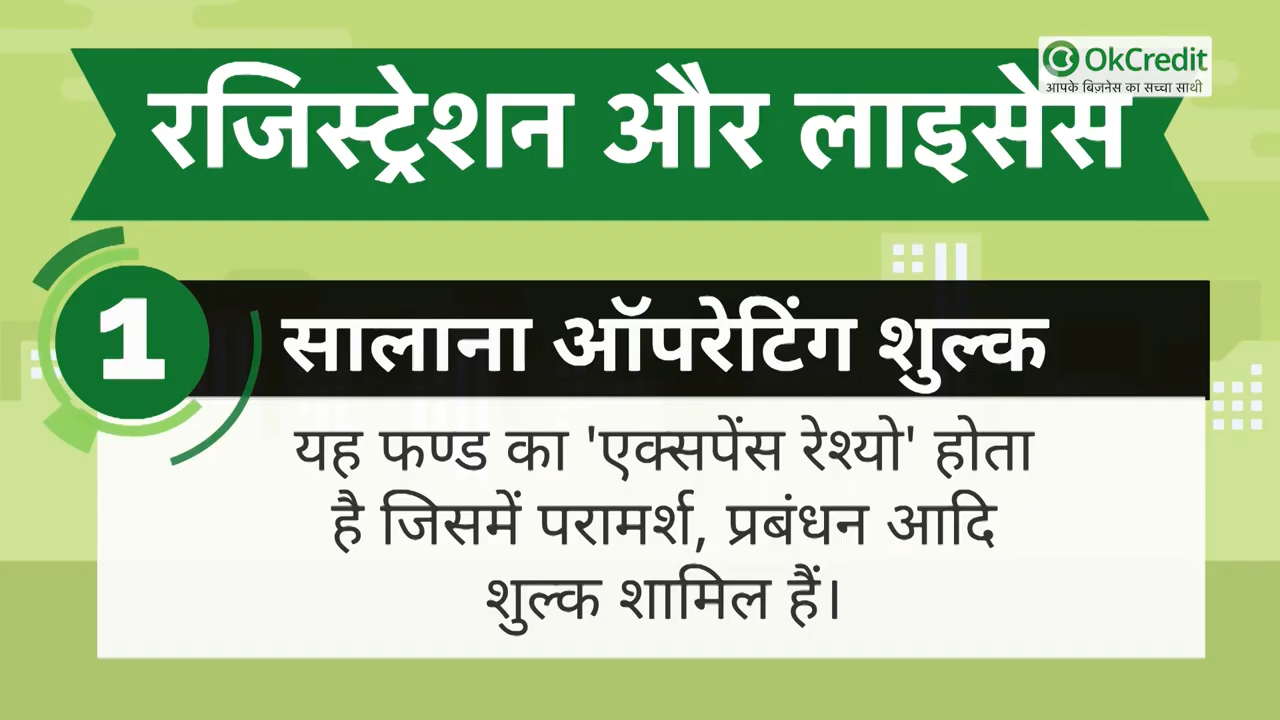 OkCredit
आपके बिज़नेस का सच्चा साथी
रजिस्ट्रेशन और लाइसेंस
1
सालाना ऑपरेटिंग शुल्क
यह फण्ड का 'एक्सपेंस रेश्यो' होता
है जिसमें परामर्श, प्रबंधन आदि
शुल्क शामिल हैं।